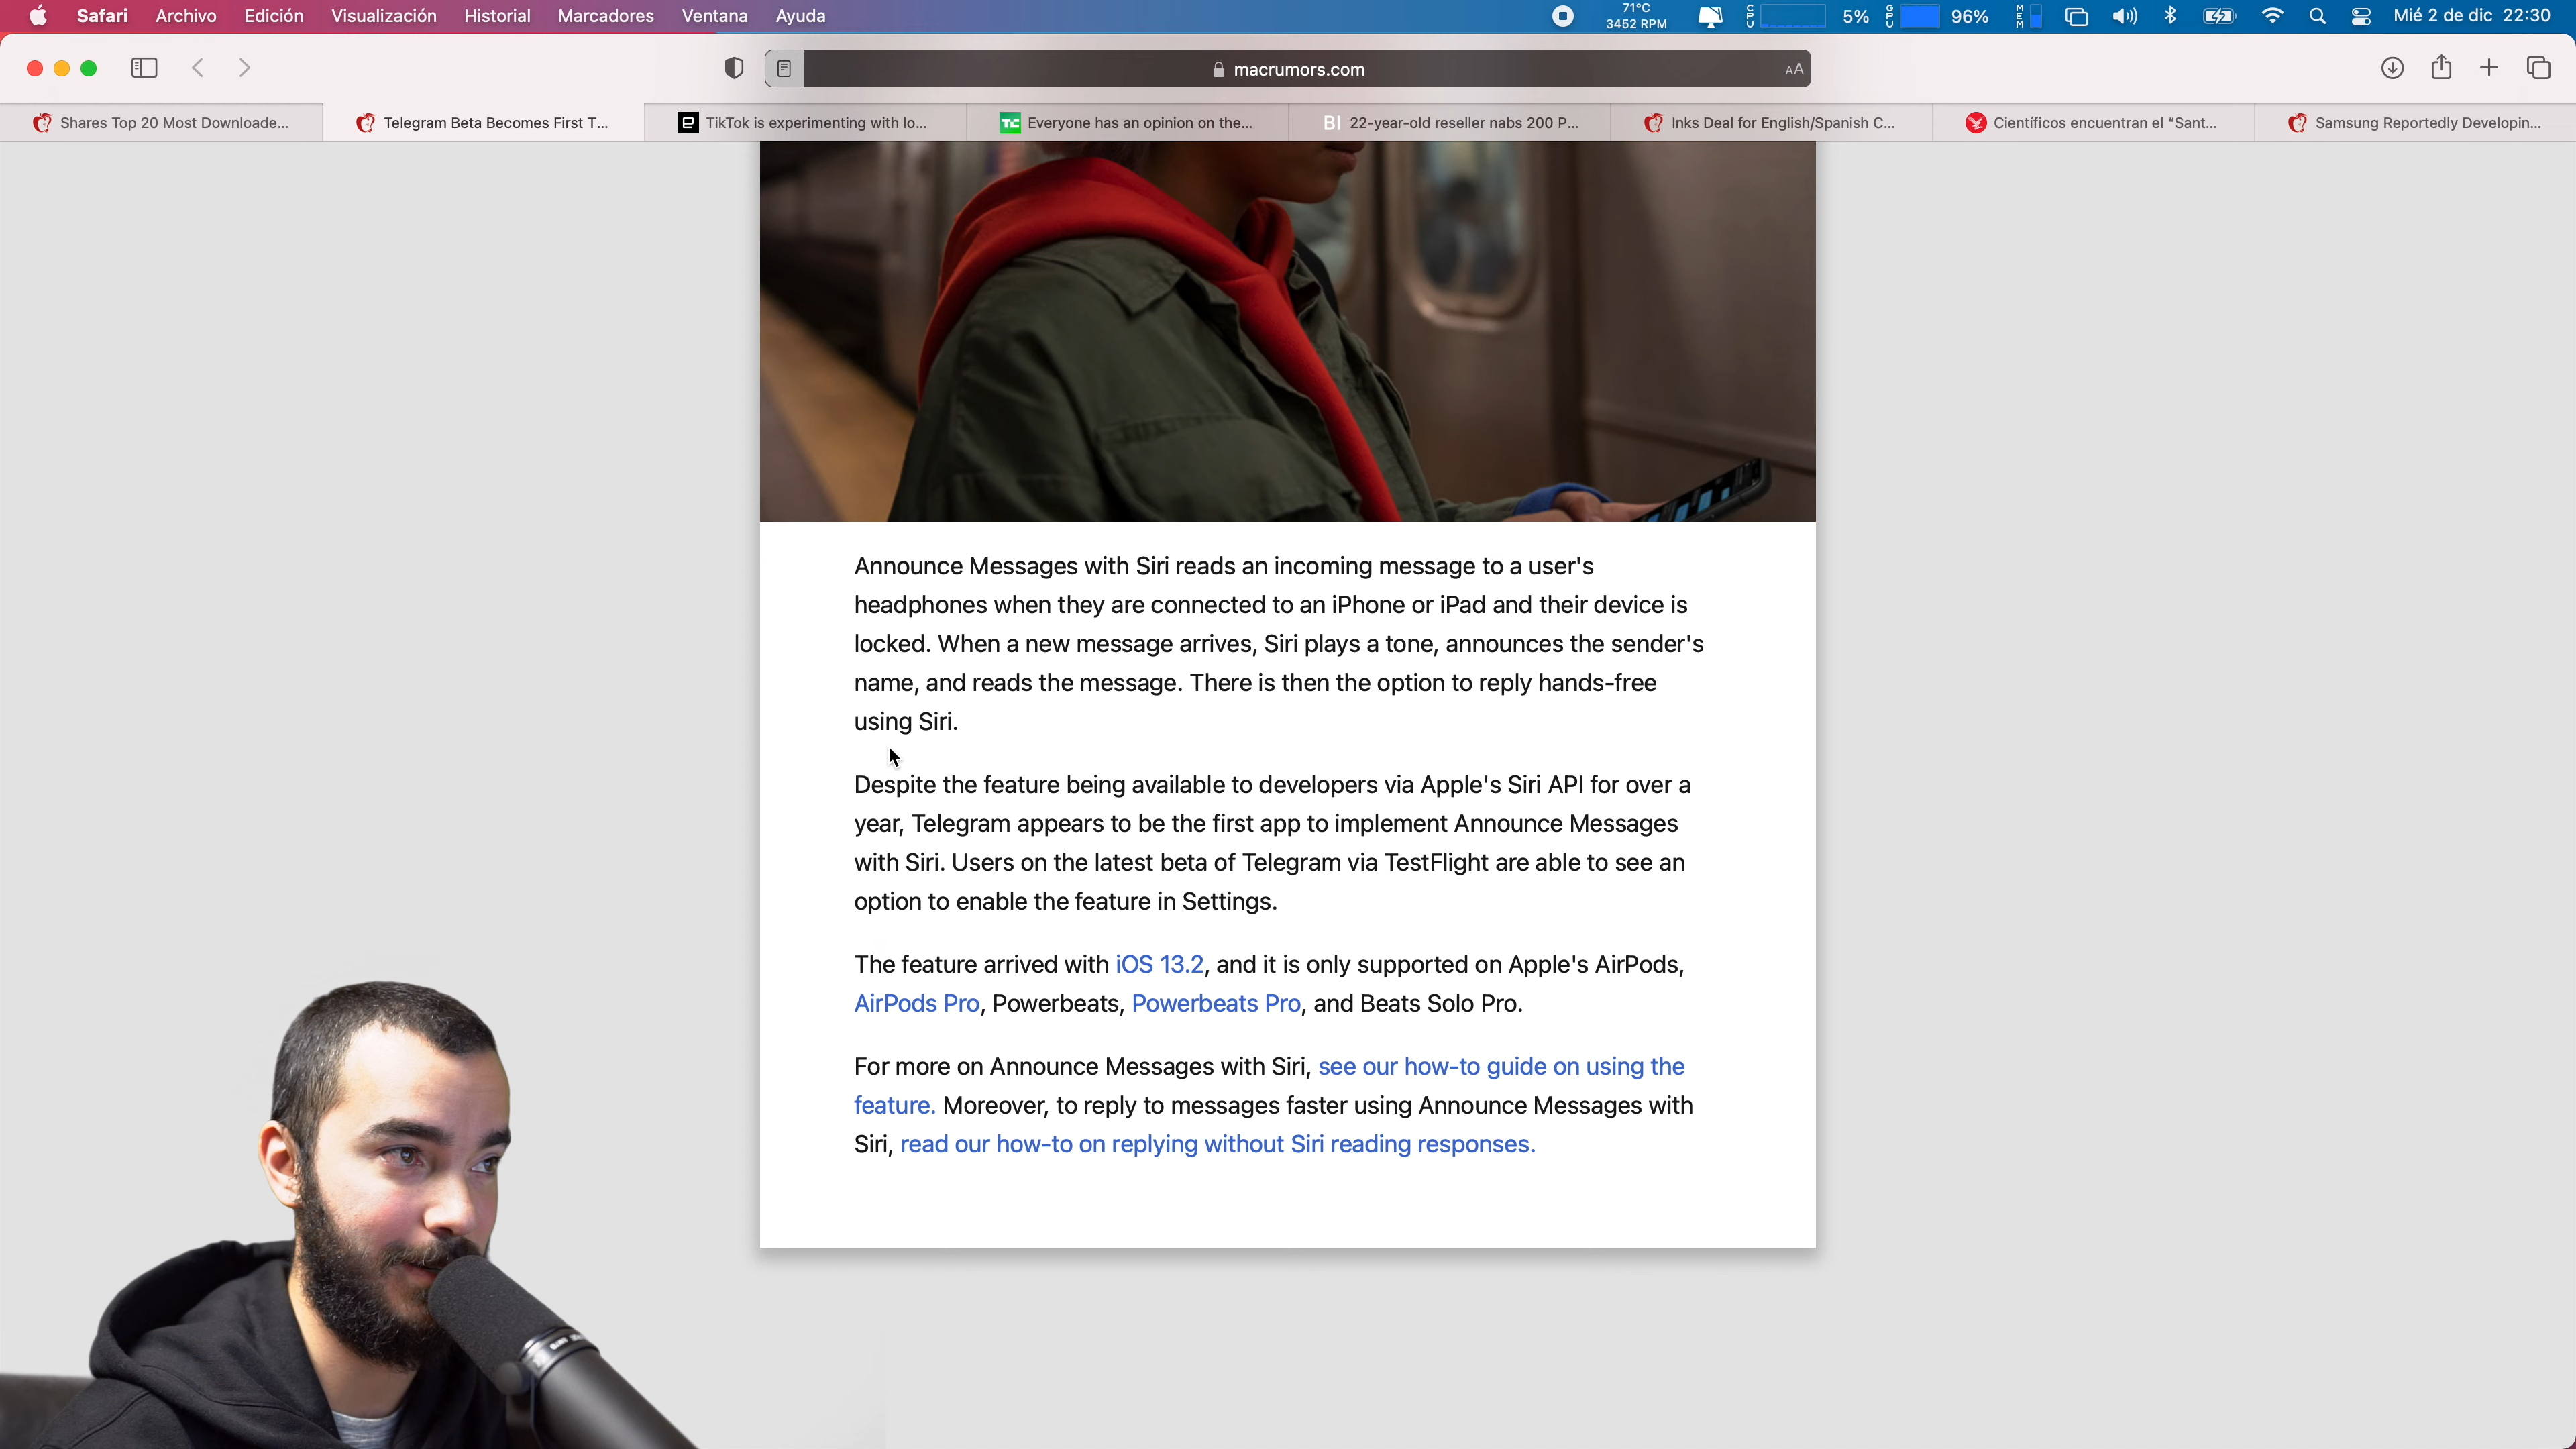 Safari Archivo Edición Visualización Historial Marcadores Ventana Ayuda 71°C 3452 RPM CPU 5% GPU 96% MEM Mié 2 de dic 22:30
macrumors.com AA
Shares Top 20 Most Downloade... Telegram Beta Becomes First T... TikTok is experimenting with lo... TC Everyone has an opinion on the... BI 22-year-old reseller nabs 200 P... Inks Deal for English/Spanish C... Científicos encuentran el “Sant... Samsung Reportedly Developin...
Announce Messages with Siri reads an incoming message to a user's
headphones when they are connected to an iPhone or iPad and their device is
locked. When a new message arrives, Siri plays a tone, announces the sender's
name, and reads the message. There is then the option to reply hands-free
using Siri.
Despite the feature being available to developers via Apple's Siri API for over a
year, Telegram appears to be the first app to implement Announce Messages
with Siri. Users on the latest beta of Telegram via TestFlight are able to see an
option to enable the feature in Settings.
The feature arrived with iOS 13.2, and it is only supported on Apple's AirPods,
AirPods Pro, Powerbeats, Powerbeats Pro, and Beats Solo Pro.
For more on Announce Messages with Siri, see our how-to guide on using the
feature. Moreover, to reply to messages faster using Announce Messages with
Siri, read our how-to on replying without Siri reading responses.